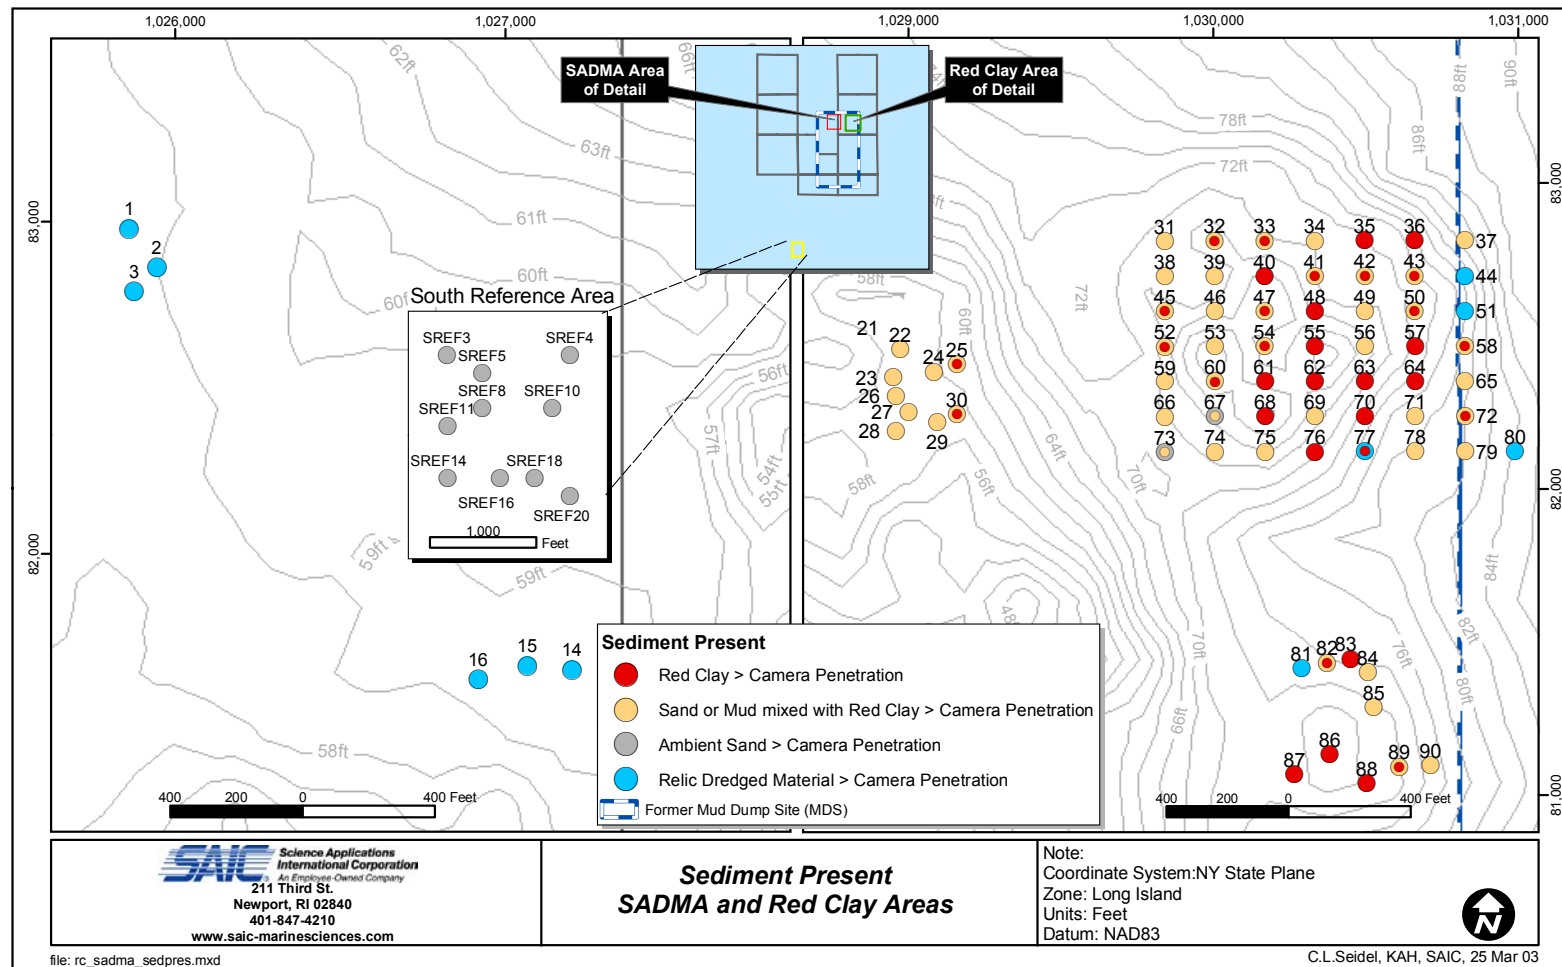 1,026,000
1,027,000
1,029,000
1,030,000
1,031,000
83,000
82,000
83,000
82,000
81,000
62ft
66ft
63ft
61ft
60ft
60ft
59ft
59ft
58ft
58ft
60ft
56ft
57ft
54ft
55ft
58ft
56ft
64ft
48ft
72ft
72ft
78ft
86ft
88ft
90ft
70ft
70ft
66ft
76ft
80ft
82ft
84ft
SADMA Area
of Detail
Red Clay Area
of Detail
1
2
3
16
15
14
South Reference Area
SREF3
SREF4
SREF5
SREF8
SREF10
SREF11
SREF14
SREF18
SREF16
SREF20
1,000
Feet
21
22
23
24
25
26
27
28
29
30
31
32
33
34
35
36
37
38
39
40
41
42
43
44
45
46
47
48
49
50
51
52
53
54
55
56
57
58
59
60
61
62
63
64
65
66
67
68
69
70
71
72
73
74
75
76
77
78
79
80
81
82
83
84
85
86
87
88
89
90
Sediment Present
Red Clay > Camera Penetration
Sand or Mud mixed with Red Clay > Camera Penetration
Ambient Sand > Camera Penetration
Relic Dredged Material > Camera Penetration
Former Mud Dump Site (MDS)
400 200 0 400 Feet
400 200 0 400 Feet
SAIC
Science Applications
International Corporation
An Employee-Owned Company
211 Third St.
Newport, RI 02840
401-847-4210
www.saic-marinesciences.com
Sediment Present
SADMA and Red Clay Areas
Note:
Coordinate System:NY State Plane
Zone: Long Island
Units: Feet
Datum: NAD83
N
file: rc_sadma_sedpres.mxd
C.L.Seidel, KAH, SAIC, 25 Mar 03